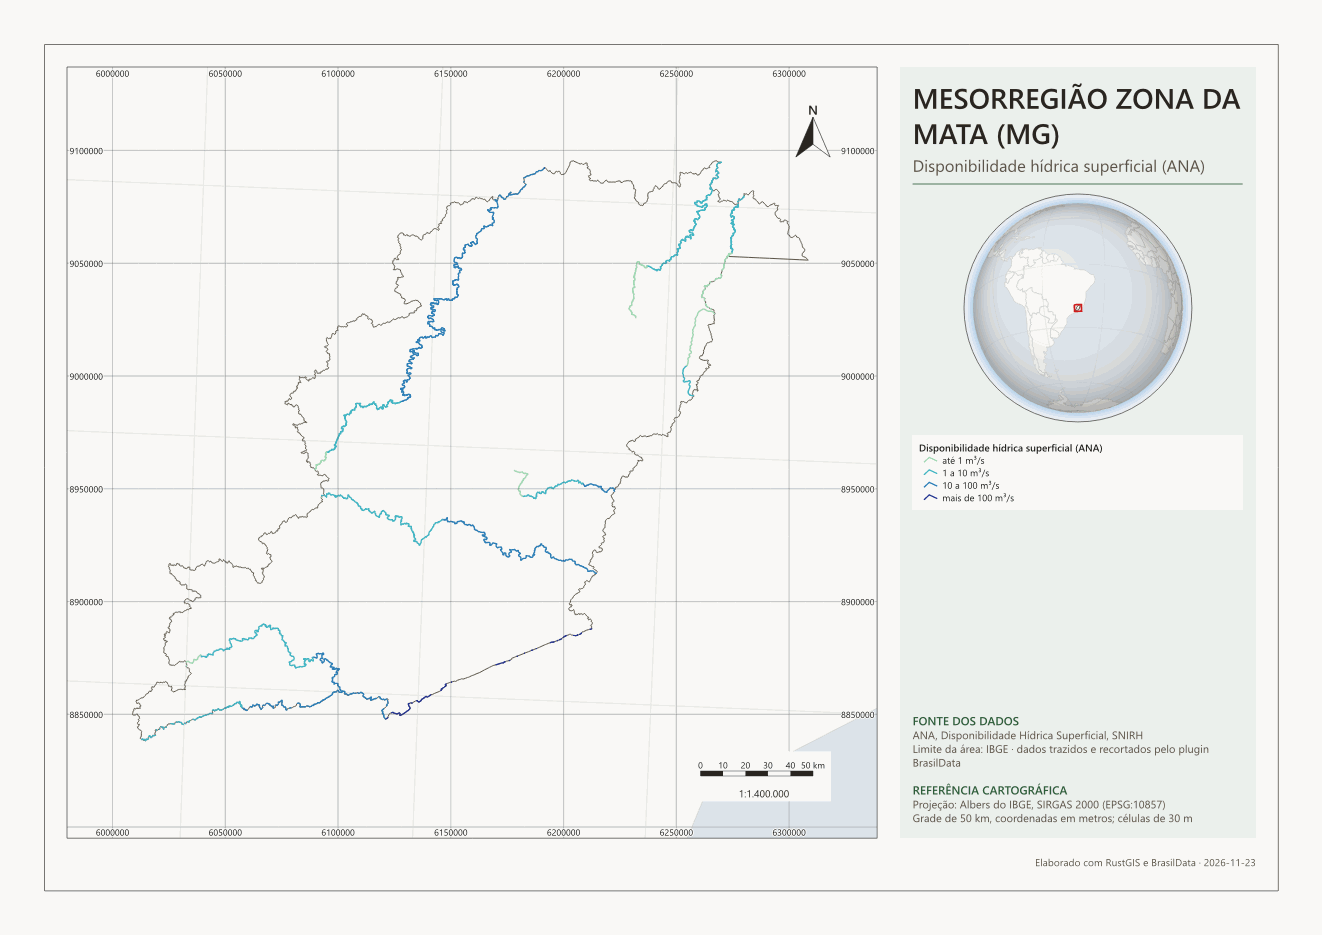 6000000 6050000 6100000 6150000 6200000 6250000 6300000
N
9100000 9100000
9050000 9050000
9000000 9000000
8950000 8950000
8900000 8900000
8850000 8850000
0 10 20 30 40 50 km
1:1.400.000
6000000 6050000 6100000 6150000 6200000 6250000 6300000
MESORREGIÃO ZONA DA
MATA (MG)
Disponibilidade hídrica superficial (ANA)
Disponibilidade hídrica superficial (ANA)
até 1 m³/s
1 a 10 m³/s
10 a 100 m³/s
mais de 100 m³/s
FONTE DOS DADOS
ANA, Disponibilidade Hídrica Superficial, SNIRH
Limite da área: IBGE · dados trazidos e recortados pelo plugin
BrasilData
REFERÊNCIA CARTOGRÁFICA
Projeção: Albers do IBGE, SIRGAS 2000 (EPSG:10857)
Grade de 50 km, coordenadas em metros; células de 30 m
Elaborado com RustGIS e BrasilData · 2026-11-23